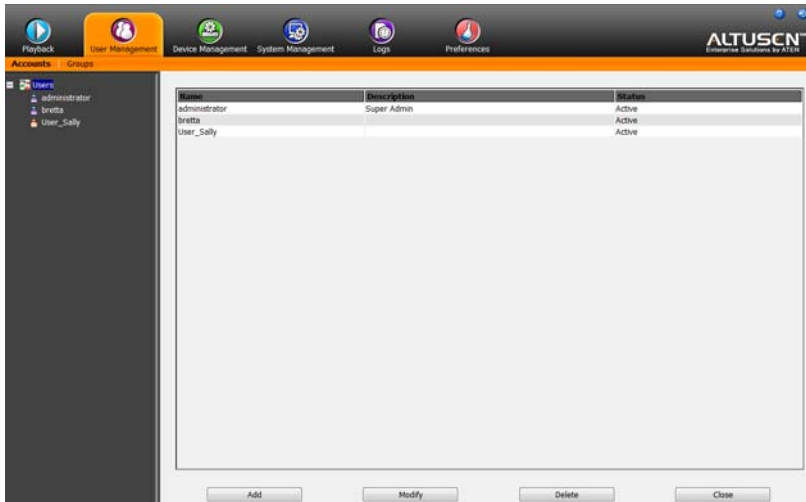 Playback
User Management
Device Management
System Management
Logs
Preferences
ALTUSCN™
Enterprise Solutions by ATEN
Accounts
Groups
Users
administrator
bretta
User_Sally
Name Description Status
administrator Super Admin Active
bretta Active
User_Sally Active
Add Modify Delete Close